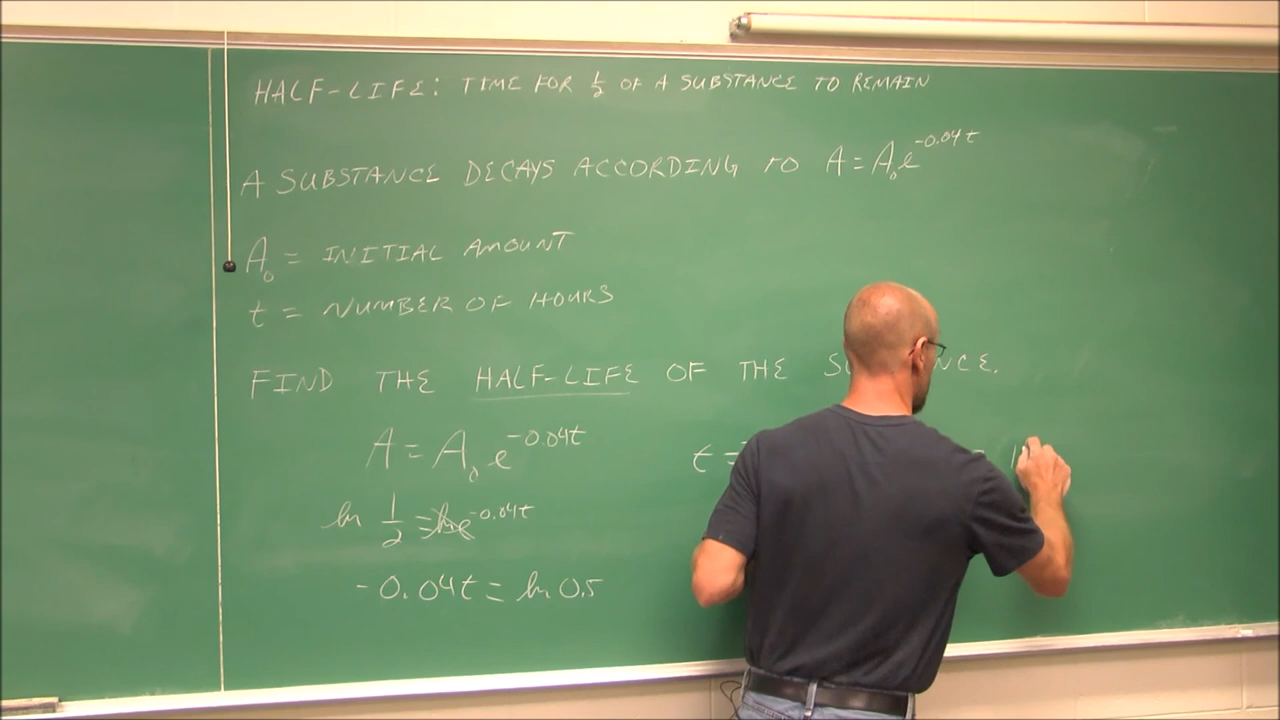 HALF-LIFE: TIME FOR 1/2 OF A SUBSTANCE TO REMAIN
A SUBSTANCE DECAYS ACCORDING TO A = A₀e^-0.04t
A₀ = INITIAL AMOUNT
t = NUMBER OF HOURS
FIND THE HALF-LIFE OF THE
A = A₀e^-0.04t
t =
ln 1/2 = ln e^-0.04t
-0.04t = ln 0.5